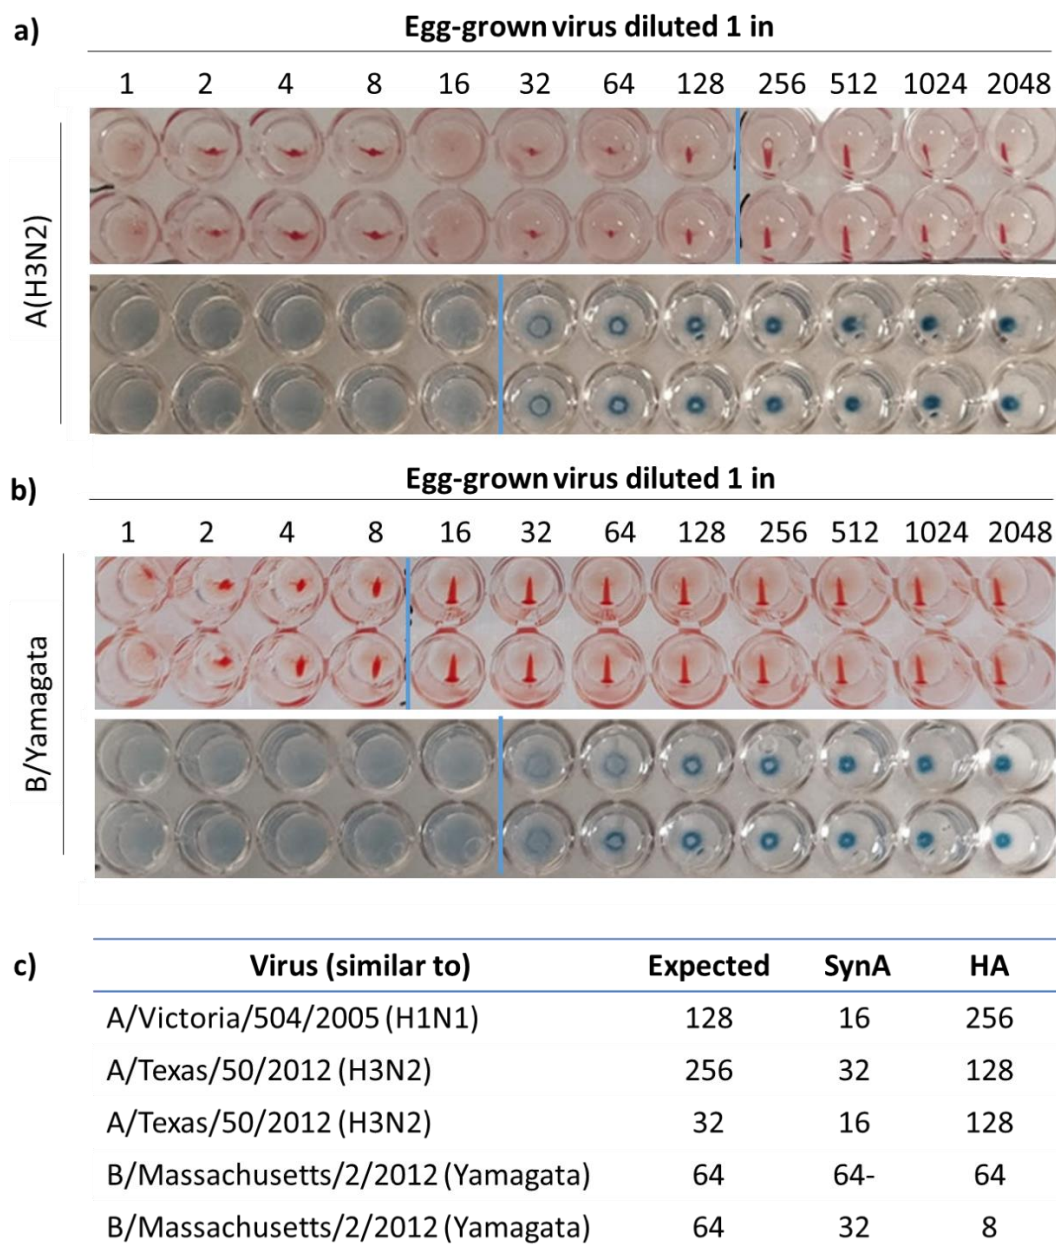 a)
Egg-grown virus diluted 1 in
1 2 4 8 16 32 64 128 256 512 1024 2048
A(H3N2)
b)
Egg-grown virus diluted 1 in
1 2 4 8 16 32 64 128 256 512 1024 2048
B/Yamagata
c)
Virus (similar to) Expected SynA HA
A/Victoria/504/2005 (H1N1) 128 16 256
A/Texas/50/2012 (H3N2) 256 32 128
A/Texas/50/2012 (H3N2) 32 16 128
B/Massachusetts/2/2012 (Yamagata) 64 64- 64
B/Massachusetts/2/2012 (Yamagata) 64 32 8